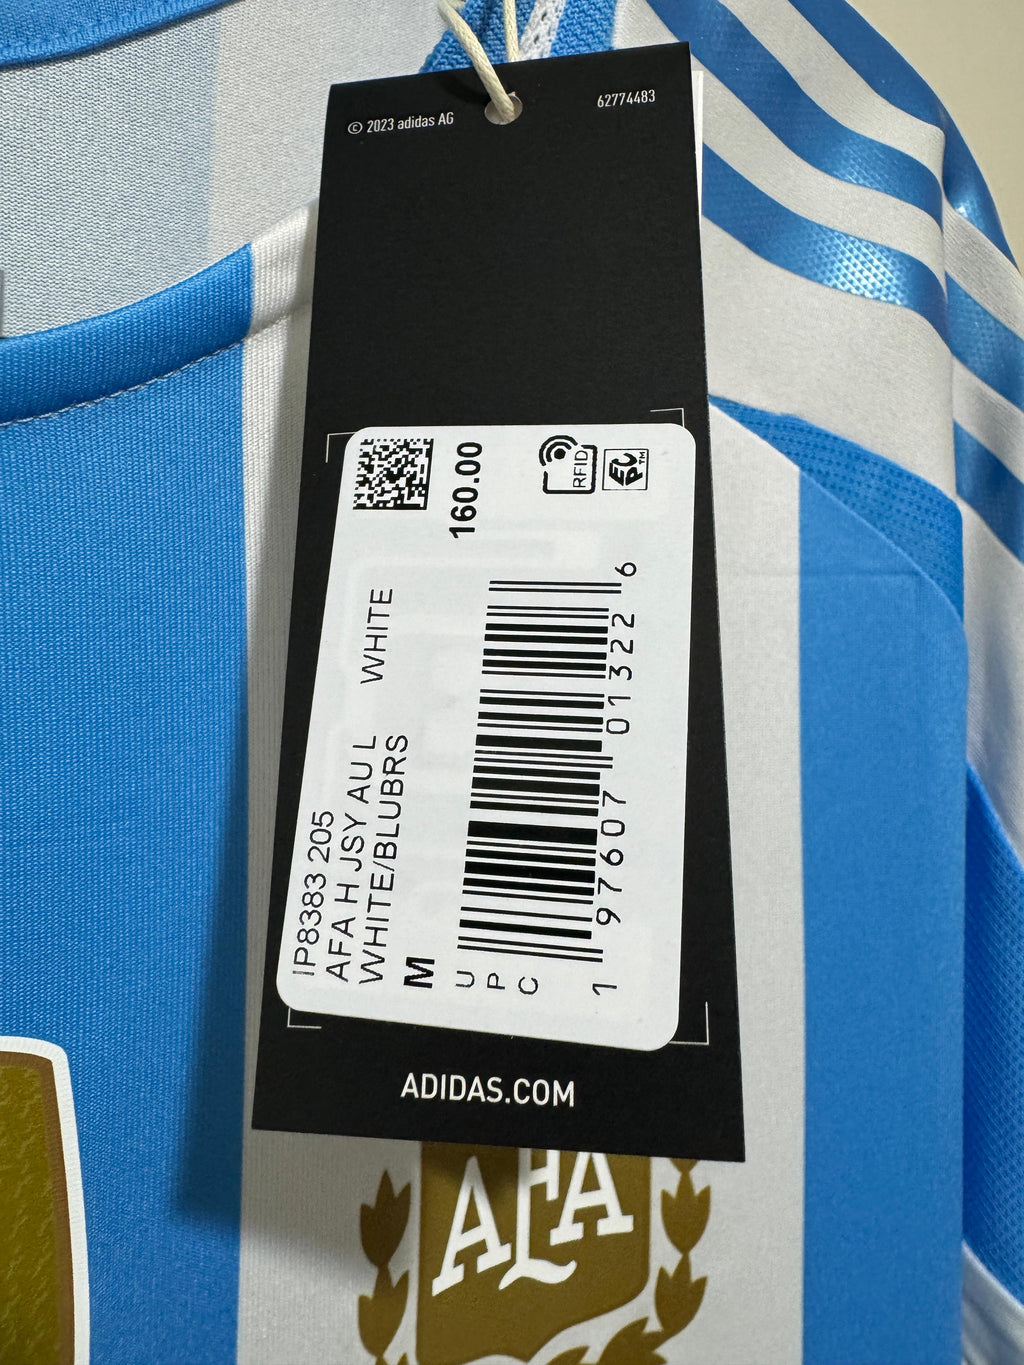 © 2023 adidas AG
62774483
160.00
RFID
EPC™
IP8383 205
AFA H JSY AU L WHITE
WHITE/BLUBRS
M
UPC
1 97607 01322 6
ADIDAS.COM
AFA